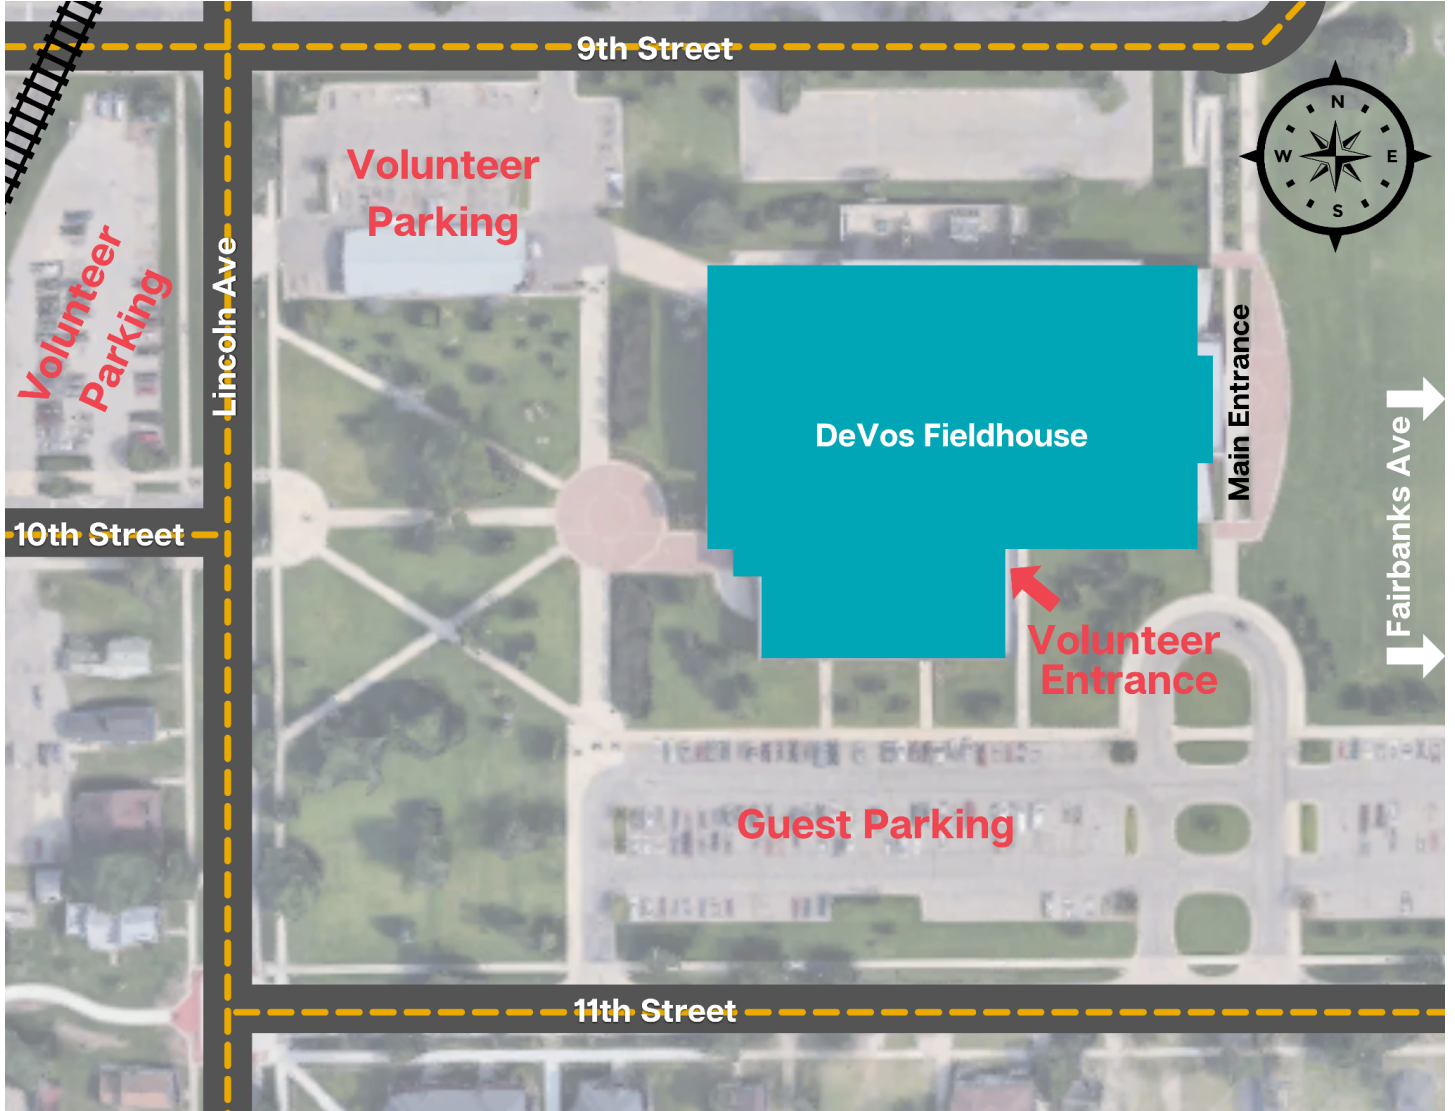 9th Street
N
W
E
S
Volunteer
Parking
Volunteer
Parking
Lincoln Ave
DeVos Fieldhouse
Main Entrance
Fairbanks Ave
10th Street
Volunteer
Entrance
Guest Parking
11th Street